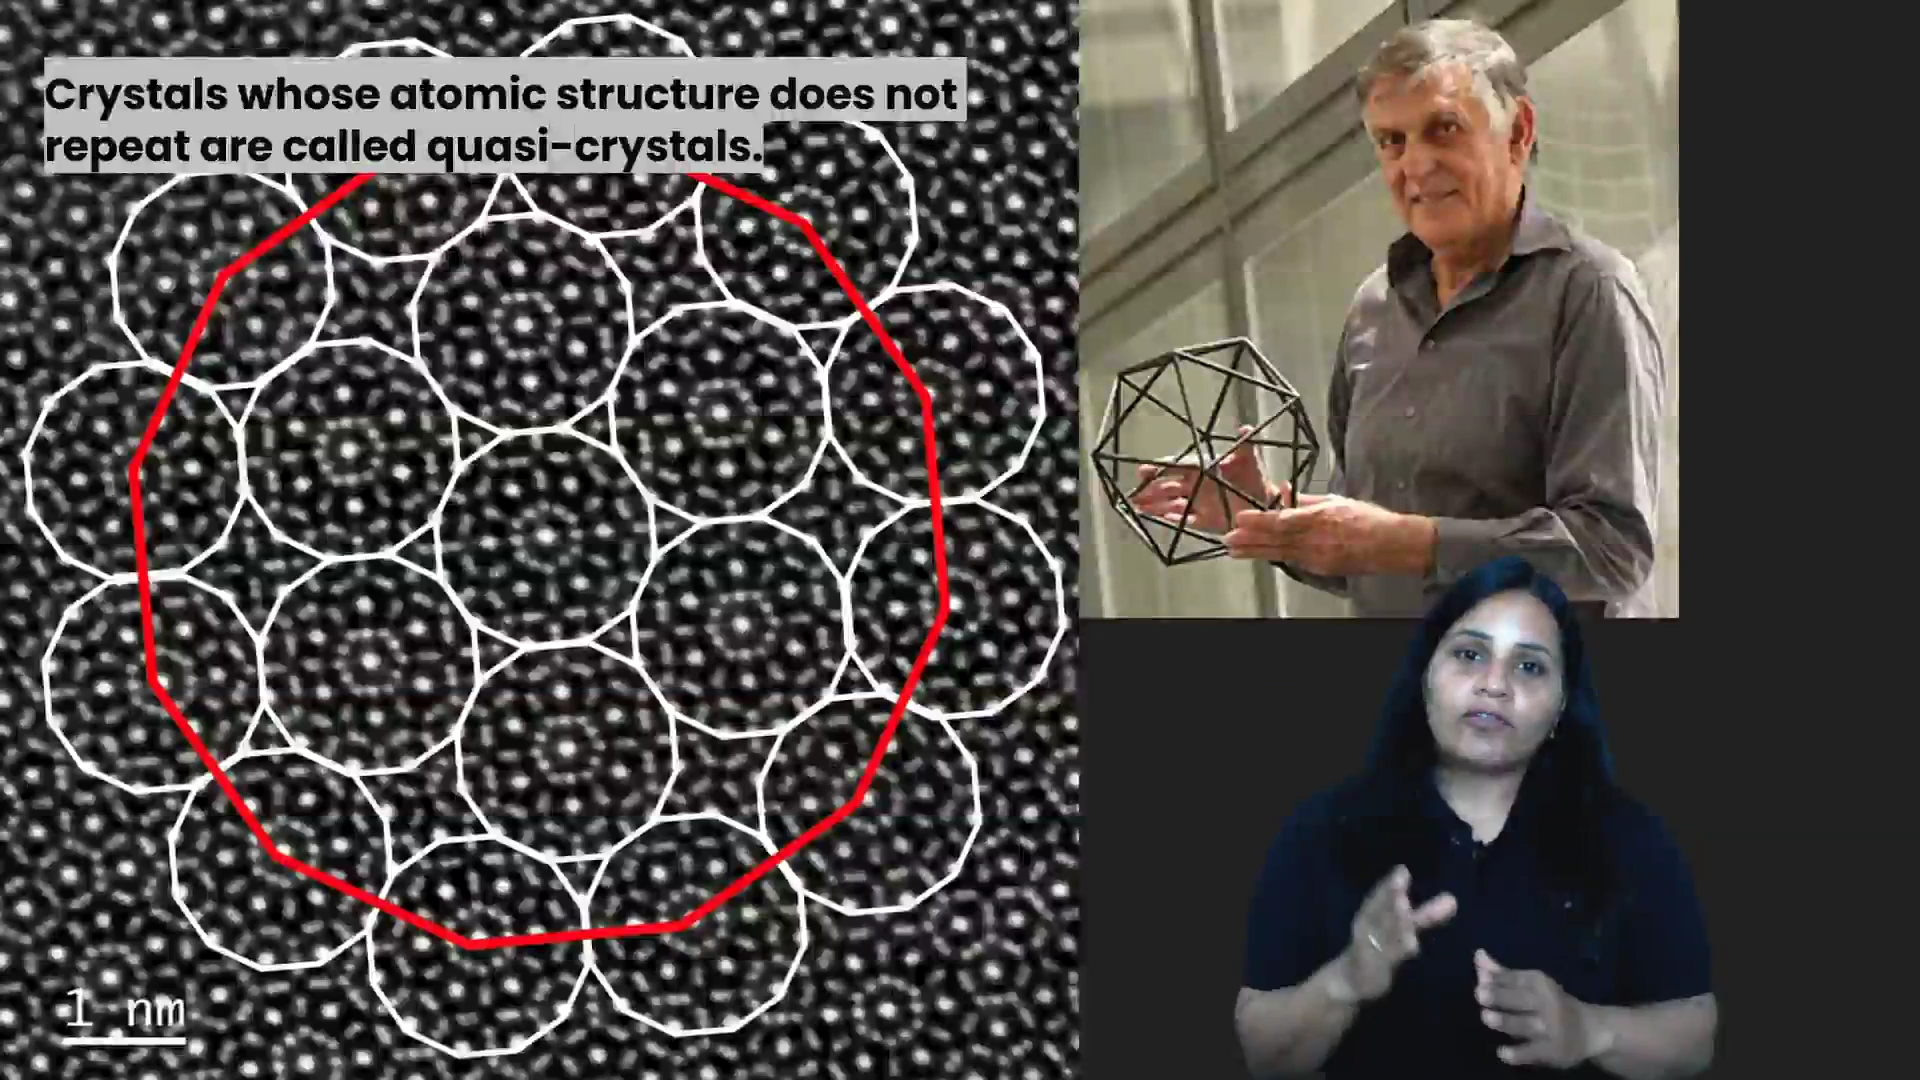 Crystals whose atomic structure does not
repeat are called quasi-crystals.
1 nm